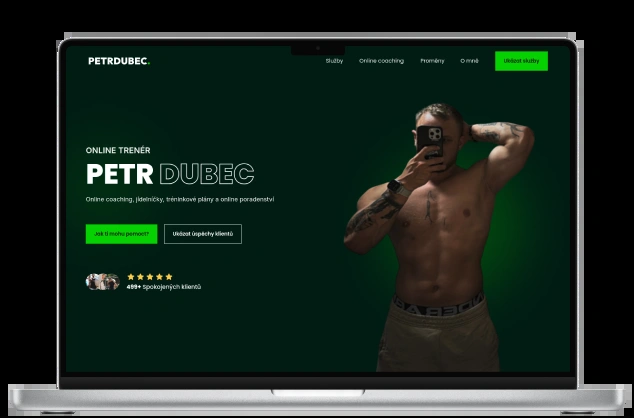 PETRDUBEC.
Služby
Online coaching
Proměny
O mně
Ukázat služby
ONLINE TRENÉR
PETR DUBEC
Online coaching, jídelníčky, tréninkové plány a online poradenství
Jak ti mohu pomoct?
Ukázat úspěchy klientů
499+ Spokojených klientů